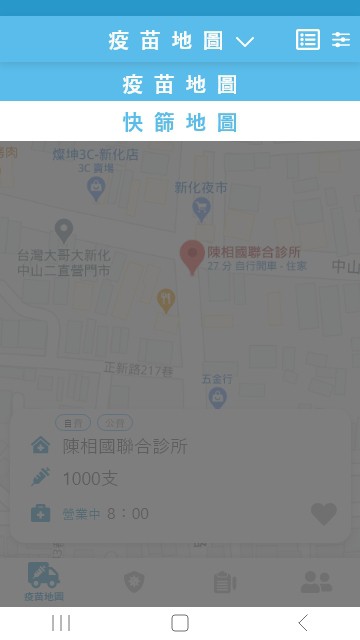 疫苗地圖
疫苗地圖
快篩地圖
燦坤3C-新化店
3C 賣場
新化夜市
台灣大哥大新化
中山二直營門市
陳相國聯合診所
27 分 自行開車 - 住家
中山
正新路217巷
五金行
自費 公費
陳相國聯合診所
1000支
營業中 8：00
疫苗地圖